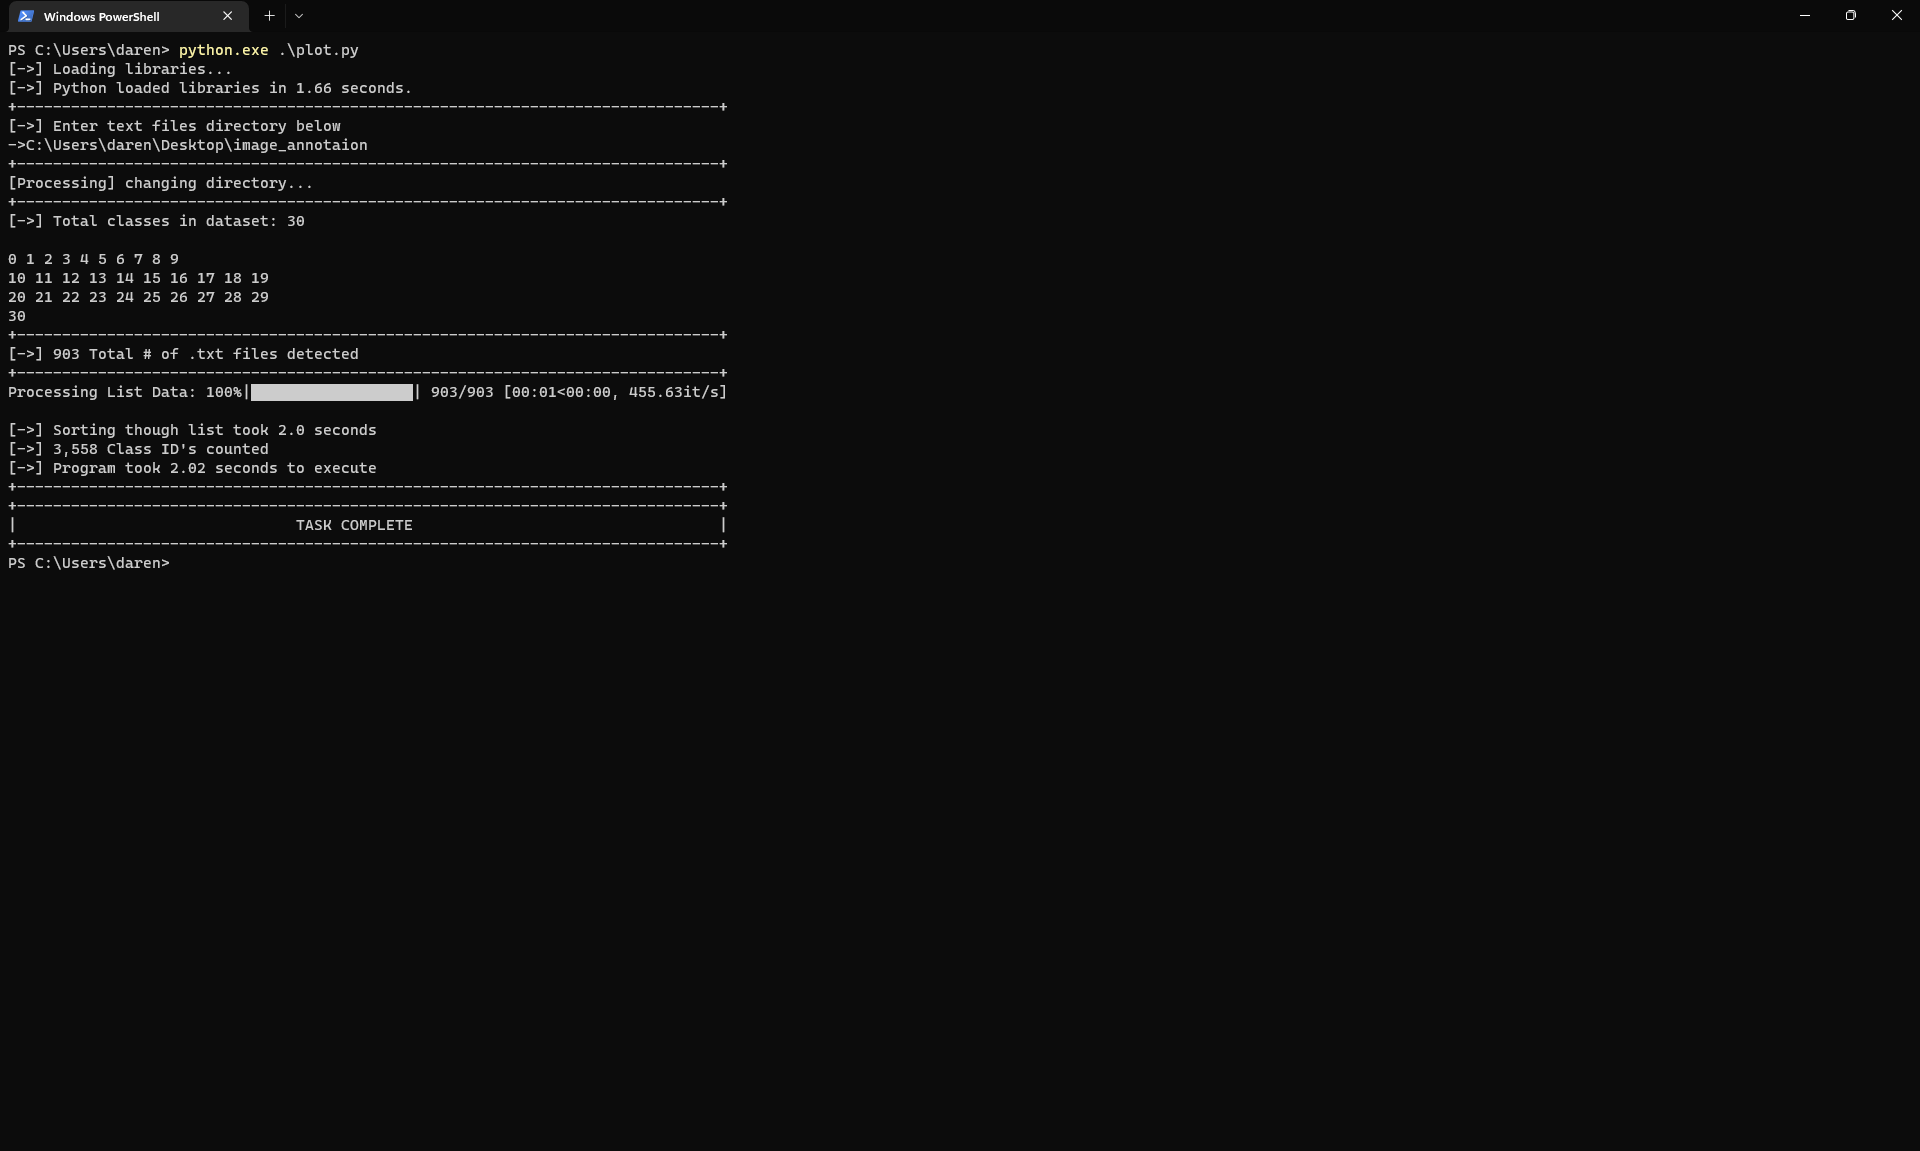 Windows PowerShell
PS C:\Users\daren> python.exe .\plot.py
[->] Loading libraries...
[->] Python loaded libraries in 1.66 seconds.
+------------------------------------------------------------------------------+
[->] Enter text files directory below
->C:\Users\daren\Desktop\image_annotaion
+------------------------------------------------------------------------------+
[Processing] changing directory...
+------------------------------------------------------------------------------+
[->] Total classes in dataset: 30
0 1 2 3 4 5 6 7 8 9
10 11 12 13 14 15 16 17 18 19
20 21 22 23 24 25 26 27 28 29
30
+------------------------------------------------------------------------------+
[->] 903 Total # of .txt files detected
+------------------------------------------------------------------------------+
Processing List Data: 100%|██████████████████| 903/903 [00:01<00:00, 455.63it/s]
[->] Sorting though list took 2.0 seconds
[->] 3,558 Class ID's counted
[->] Program took 2.02 seconds to execute
+------------------------------------------------------------------------------+
+------------------------------------------------------------------------------+
|                               TASK COMPLETE                                  |
+------------------------------------------------------------------------------+
PS C:\Users\daren>